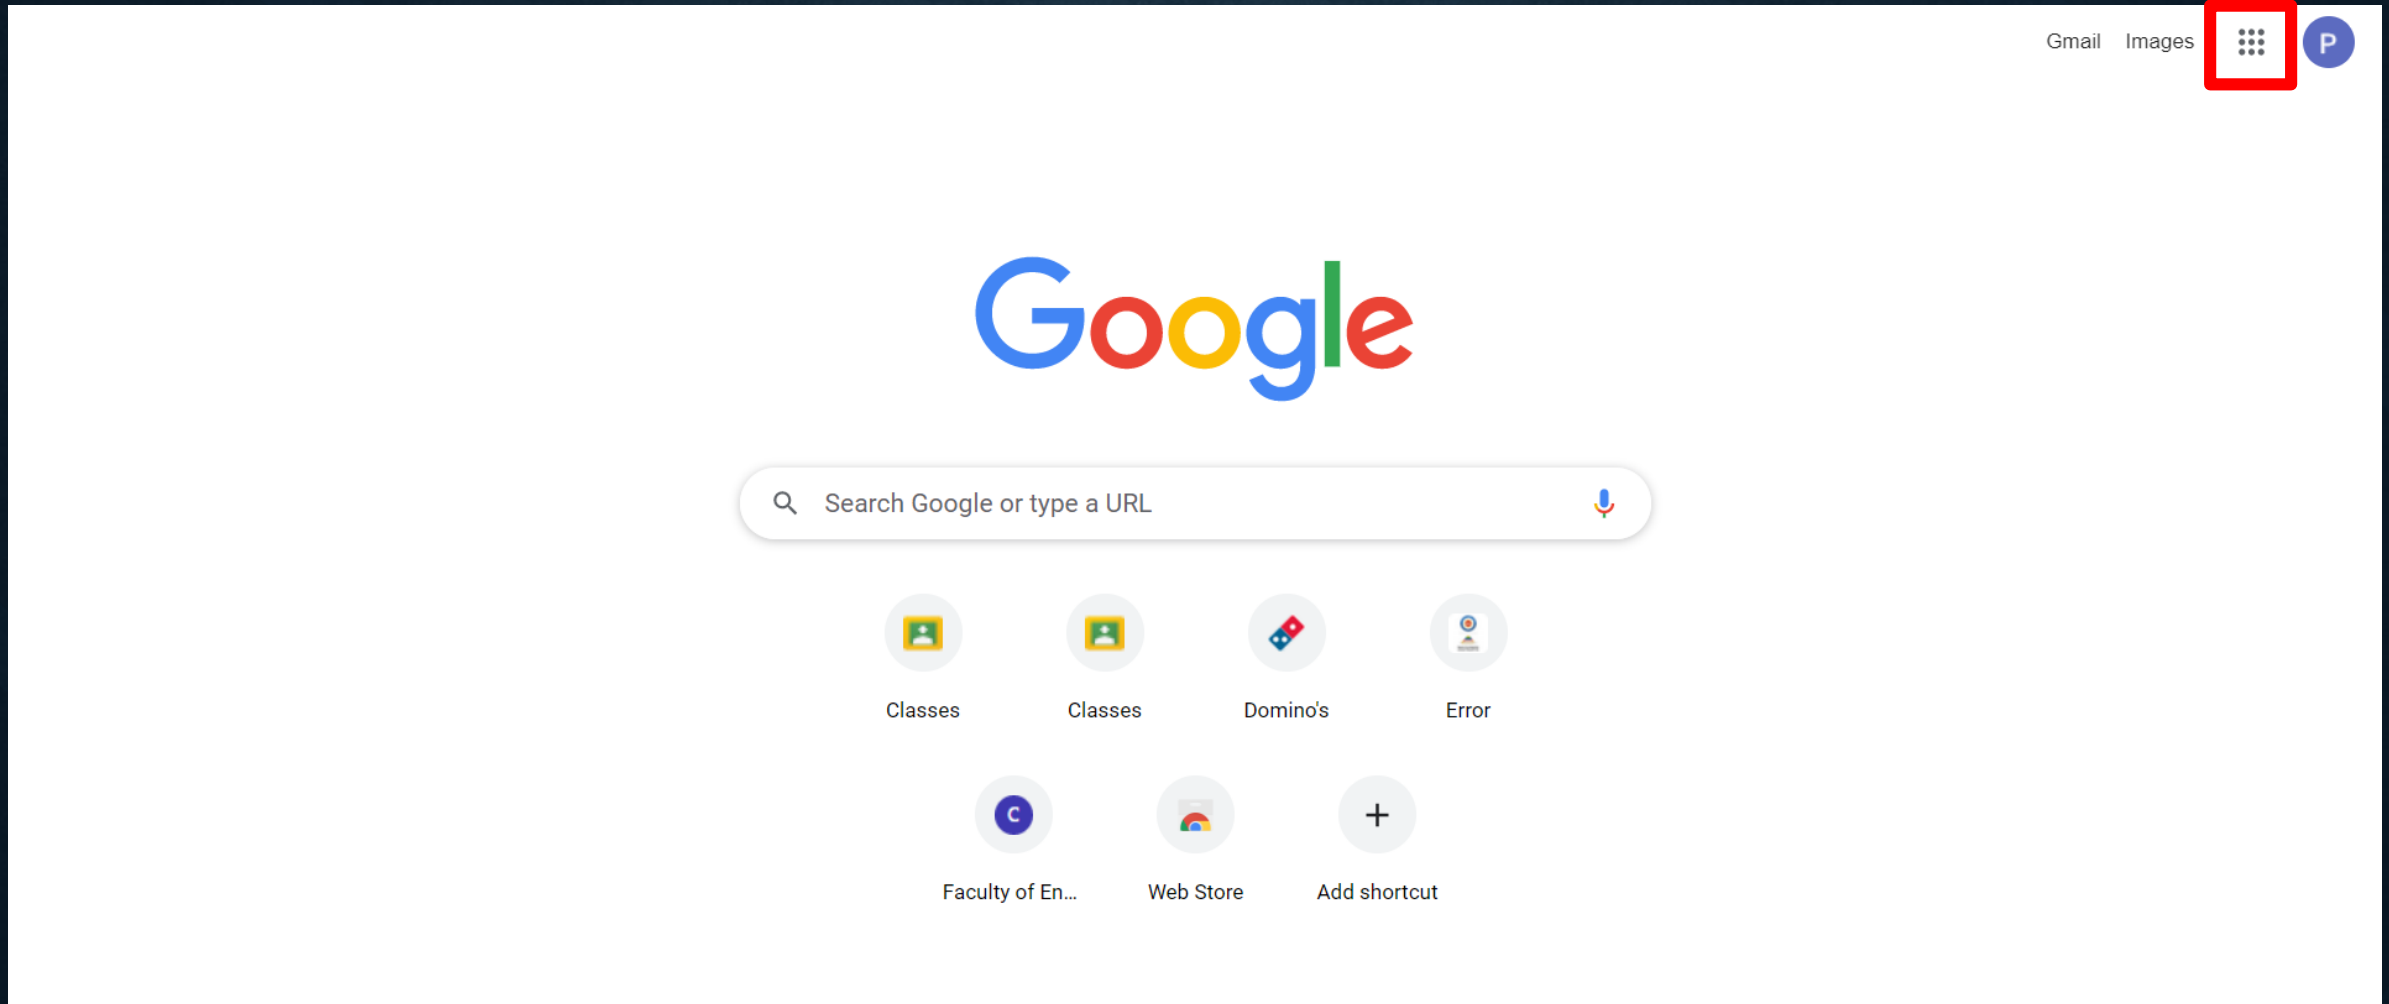 Gmail Images P
Google
Search Google or type a URL
Classes Classes Domino's Error
C
Faculty of En... Web Store Add shortcut